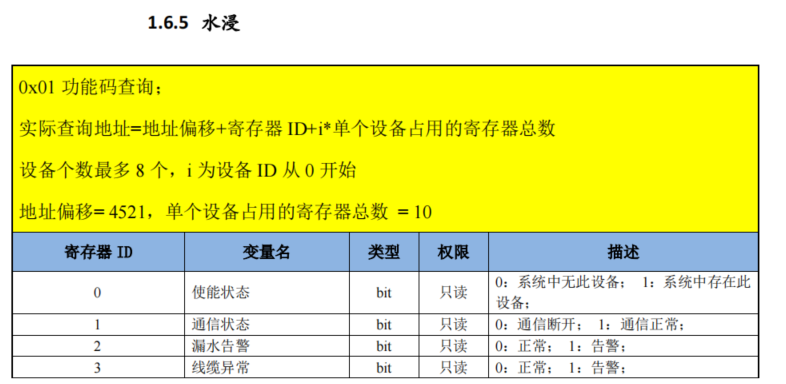 1.6.5 水浸
0x01 功能码查询；
实际查询地址=地址偏移+寄存器 ID+i*单个设备占用的寄存器总数
设备个数最多 8 个，i 为设备 ID 从 0 开始
地址偏移= 4521，单个设备占用的寄存器总数 = 10
寄存器 ID 变量名 类型 权限 描述
0 使能状态 bit 只读 0：系统中无此设备； 1：系统中存在此
设备；
1 通信状态 bit 只读 0：通信断开； 1：通信正常；
2 漏水告警 bit 只读 0：正常； 1：告警；
3 线缆异常 bit 只读 0：正常； 1：告警；